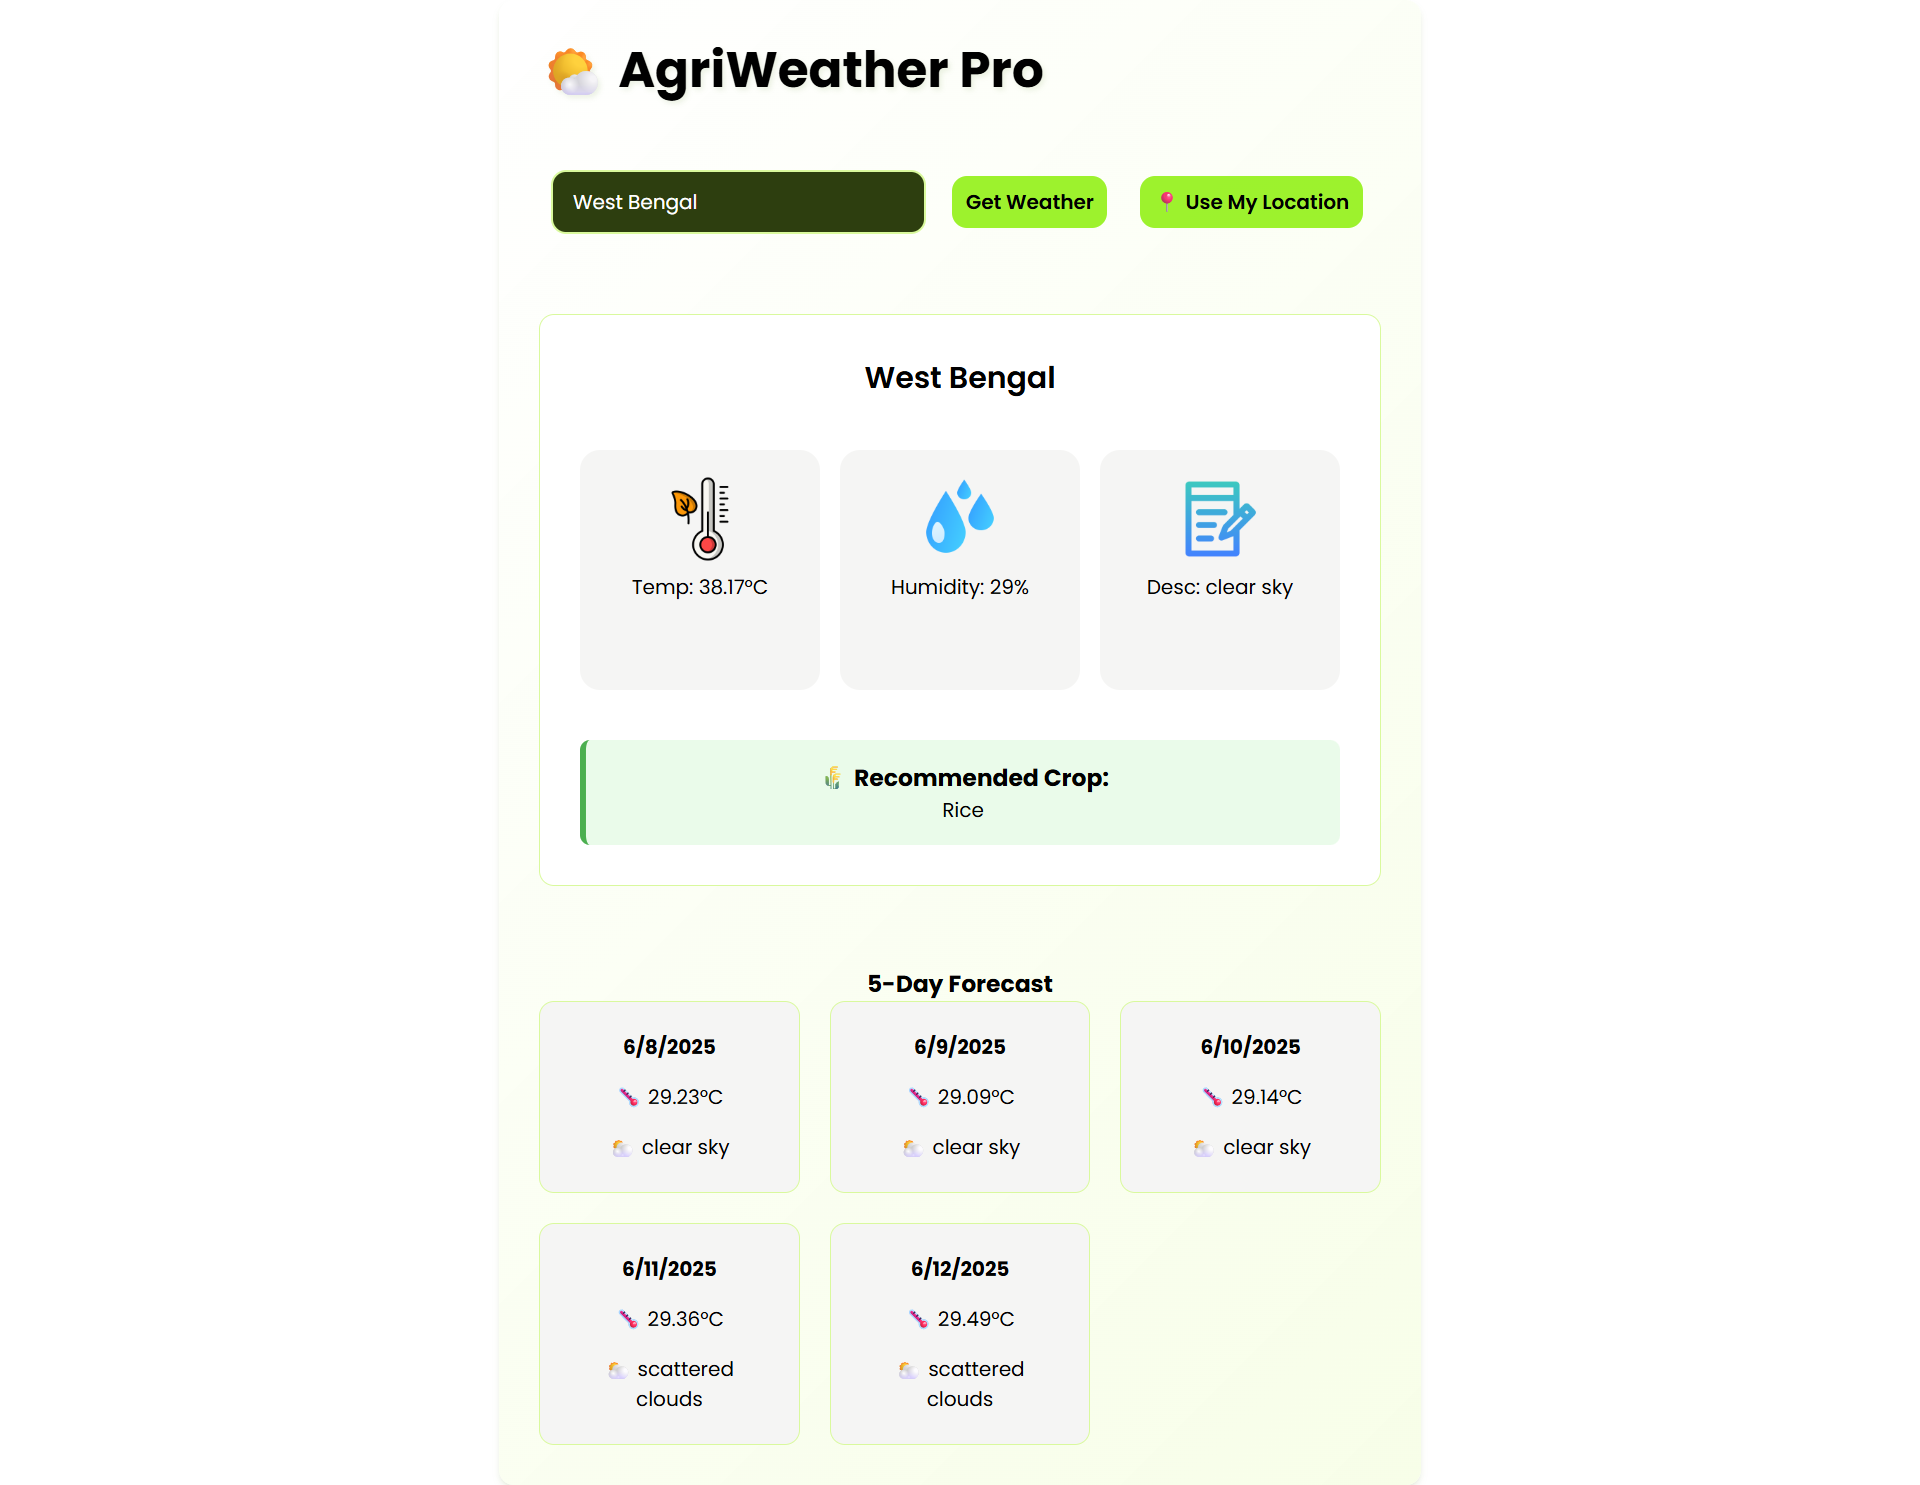 AgriWeather Pro
West Bengal
Get Weather
Use My Location
West Bengal
Temp: 38.17°C
Humidity: 29%
Desc: clear sky
Recommended Crop:
Rice
5-Day Forecast
6/8/2025
29.23°C
clear sky
6/9/2025
29.09°C
clear sky
6/10/2025
29.14°C
clear sky
6/11/2025
29.36°C
scattered
clouds
6/12/2025
29.49°C
scattered
clouds